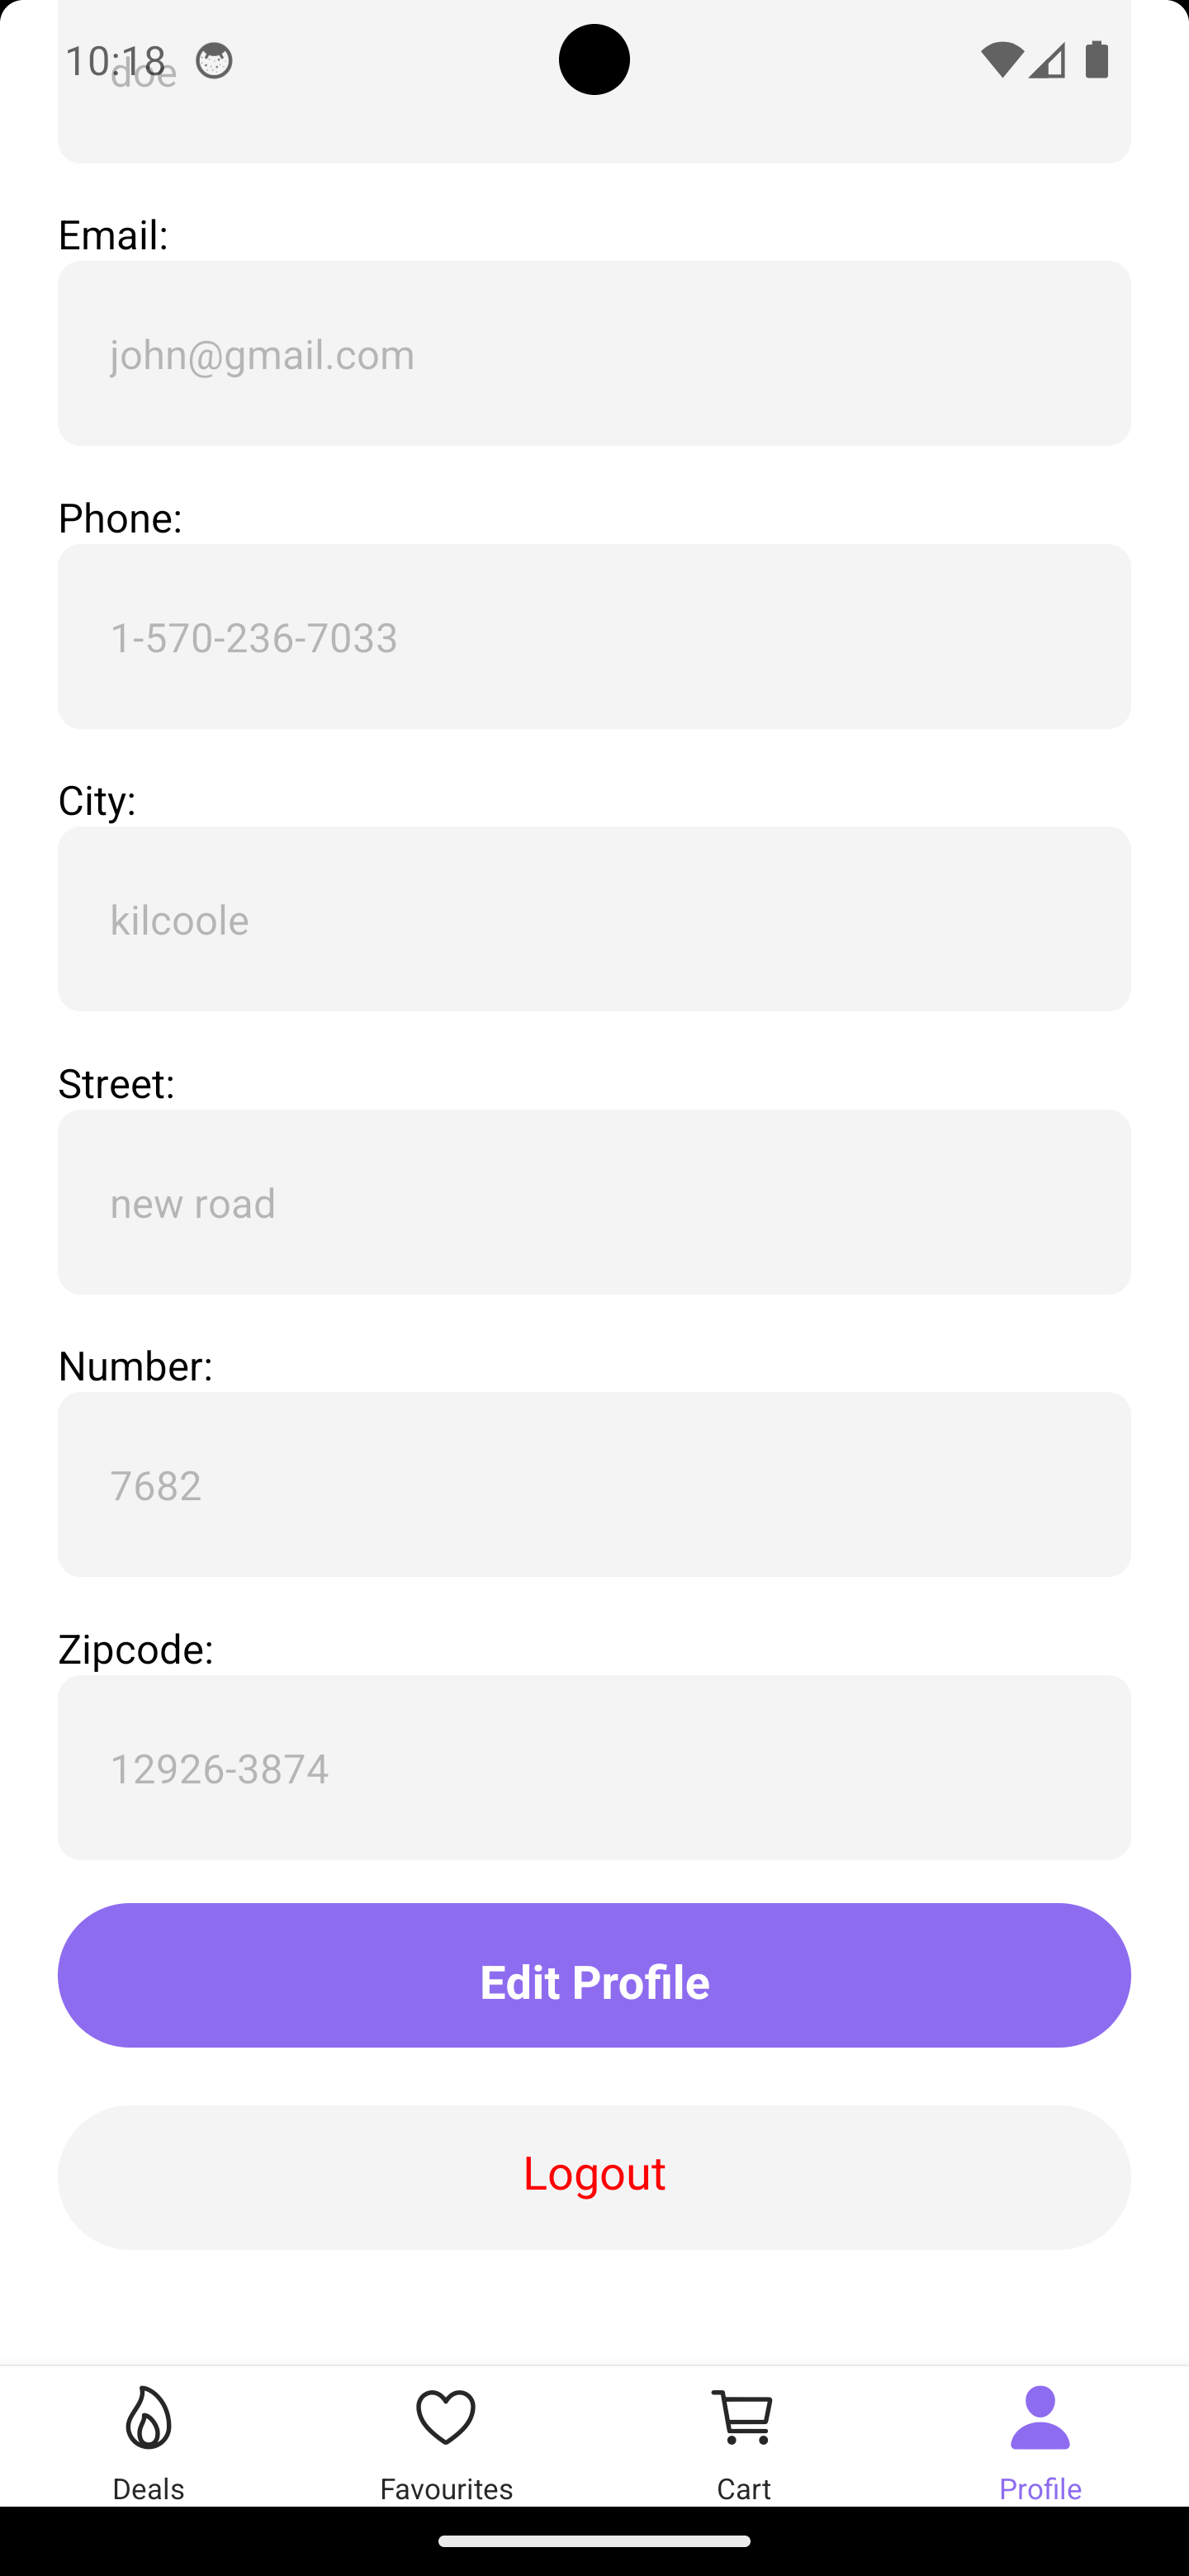 10:18
doe
Email:
john@gmail.com
Phone:
1-570-236-7033
City:
kilcoole
Street:
new road
Number:
7682
Zipcode:
12926-3874
Edit Profile
Logout
Deals Favourites Cart Profile